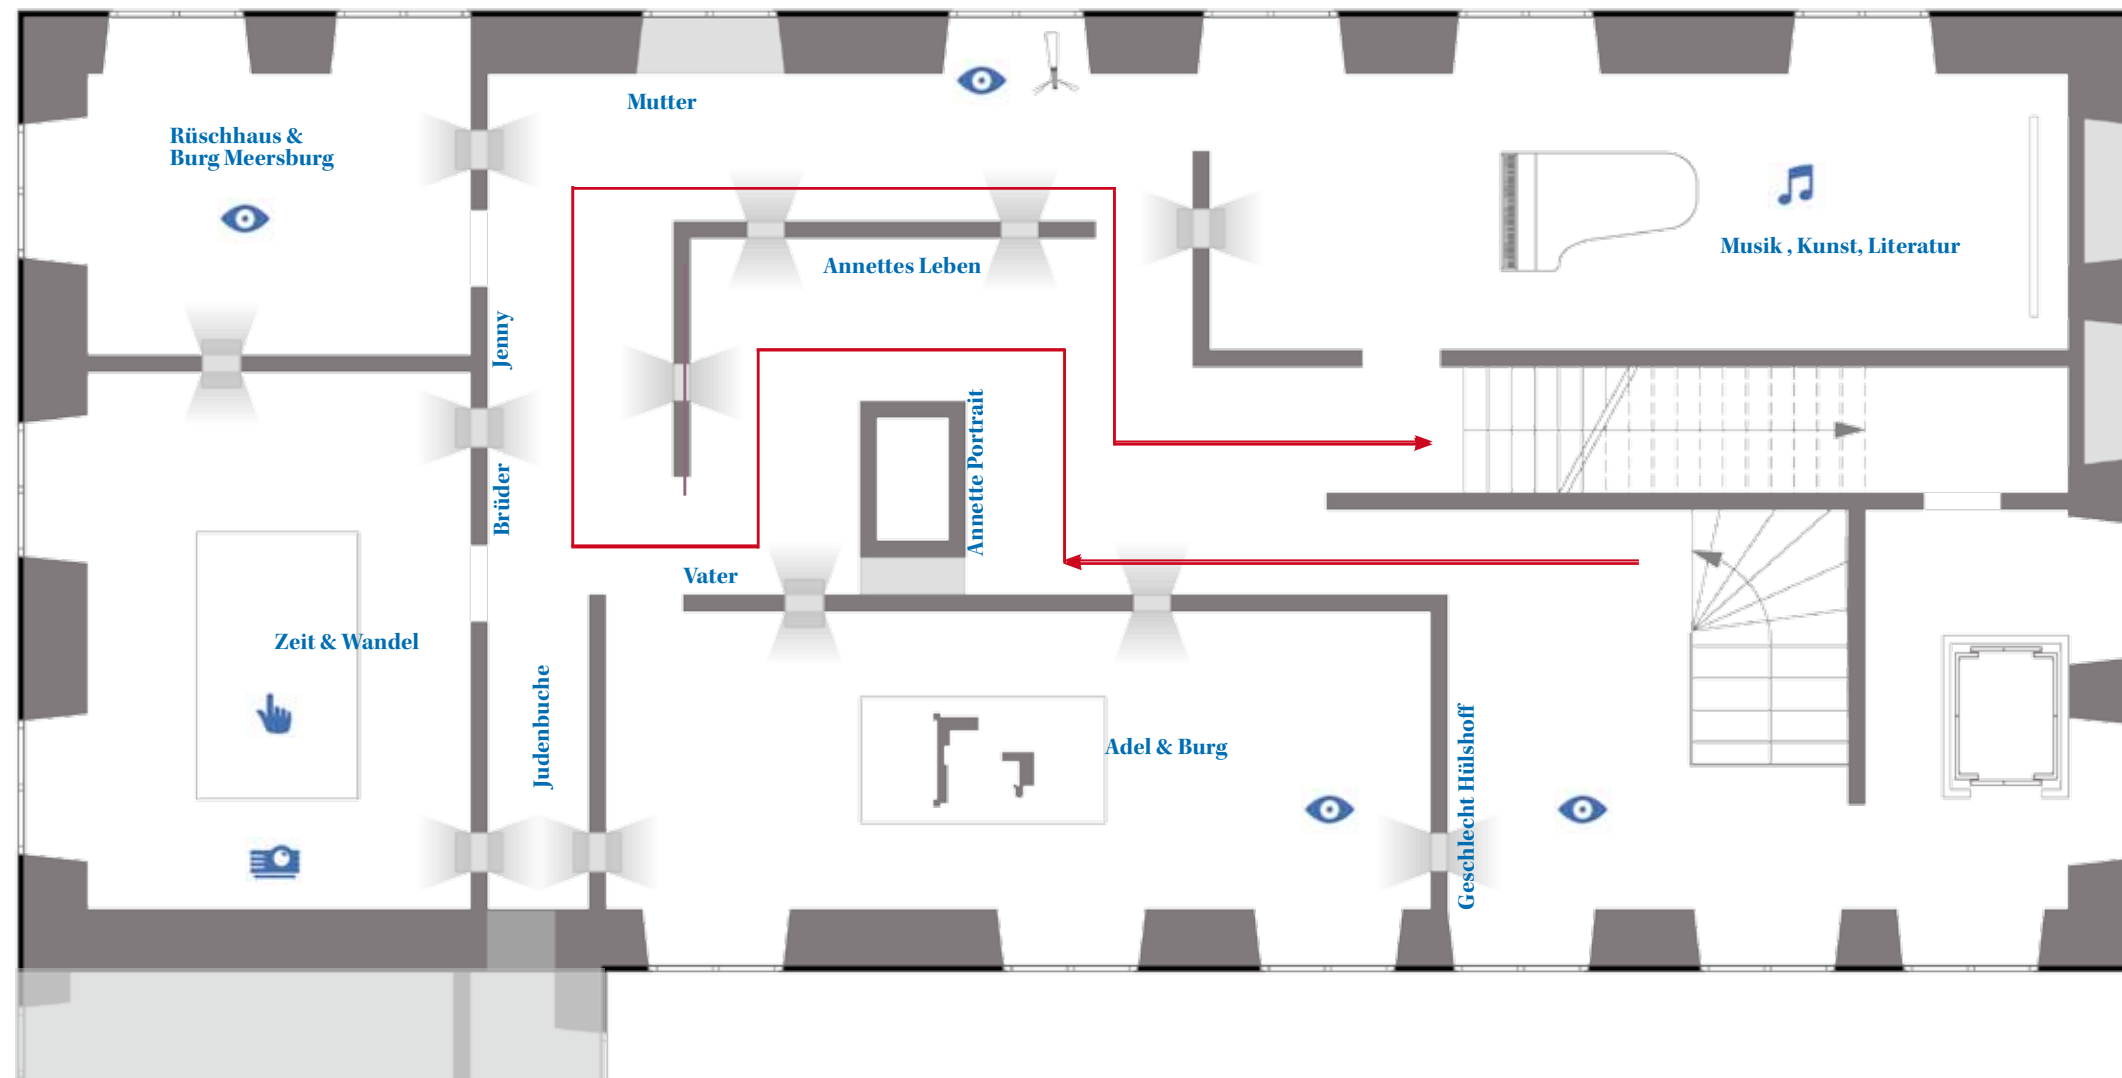 Mutter
Rüschhaus &
Burg Meersburg
Musik , Kunst, Literatur
Annettes Leben
Jenny
Annette Portrait
Brüder
Vater
Zeit & Wandel
Judenbuche
Adel & Burg
Geschlecht Hülshoff